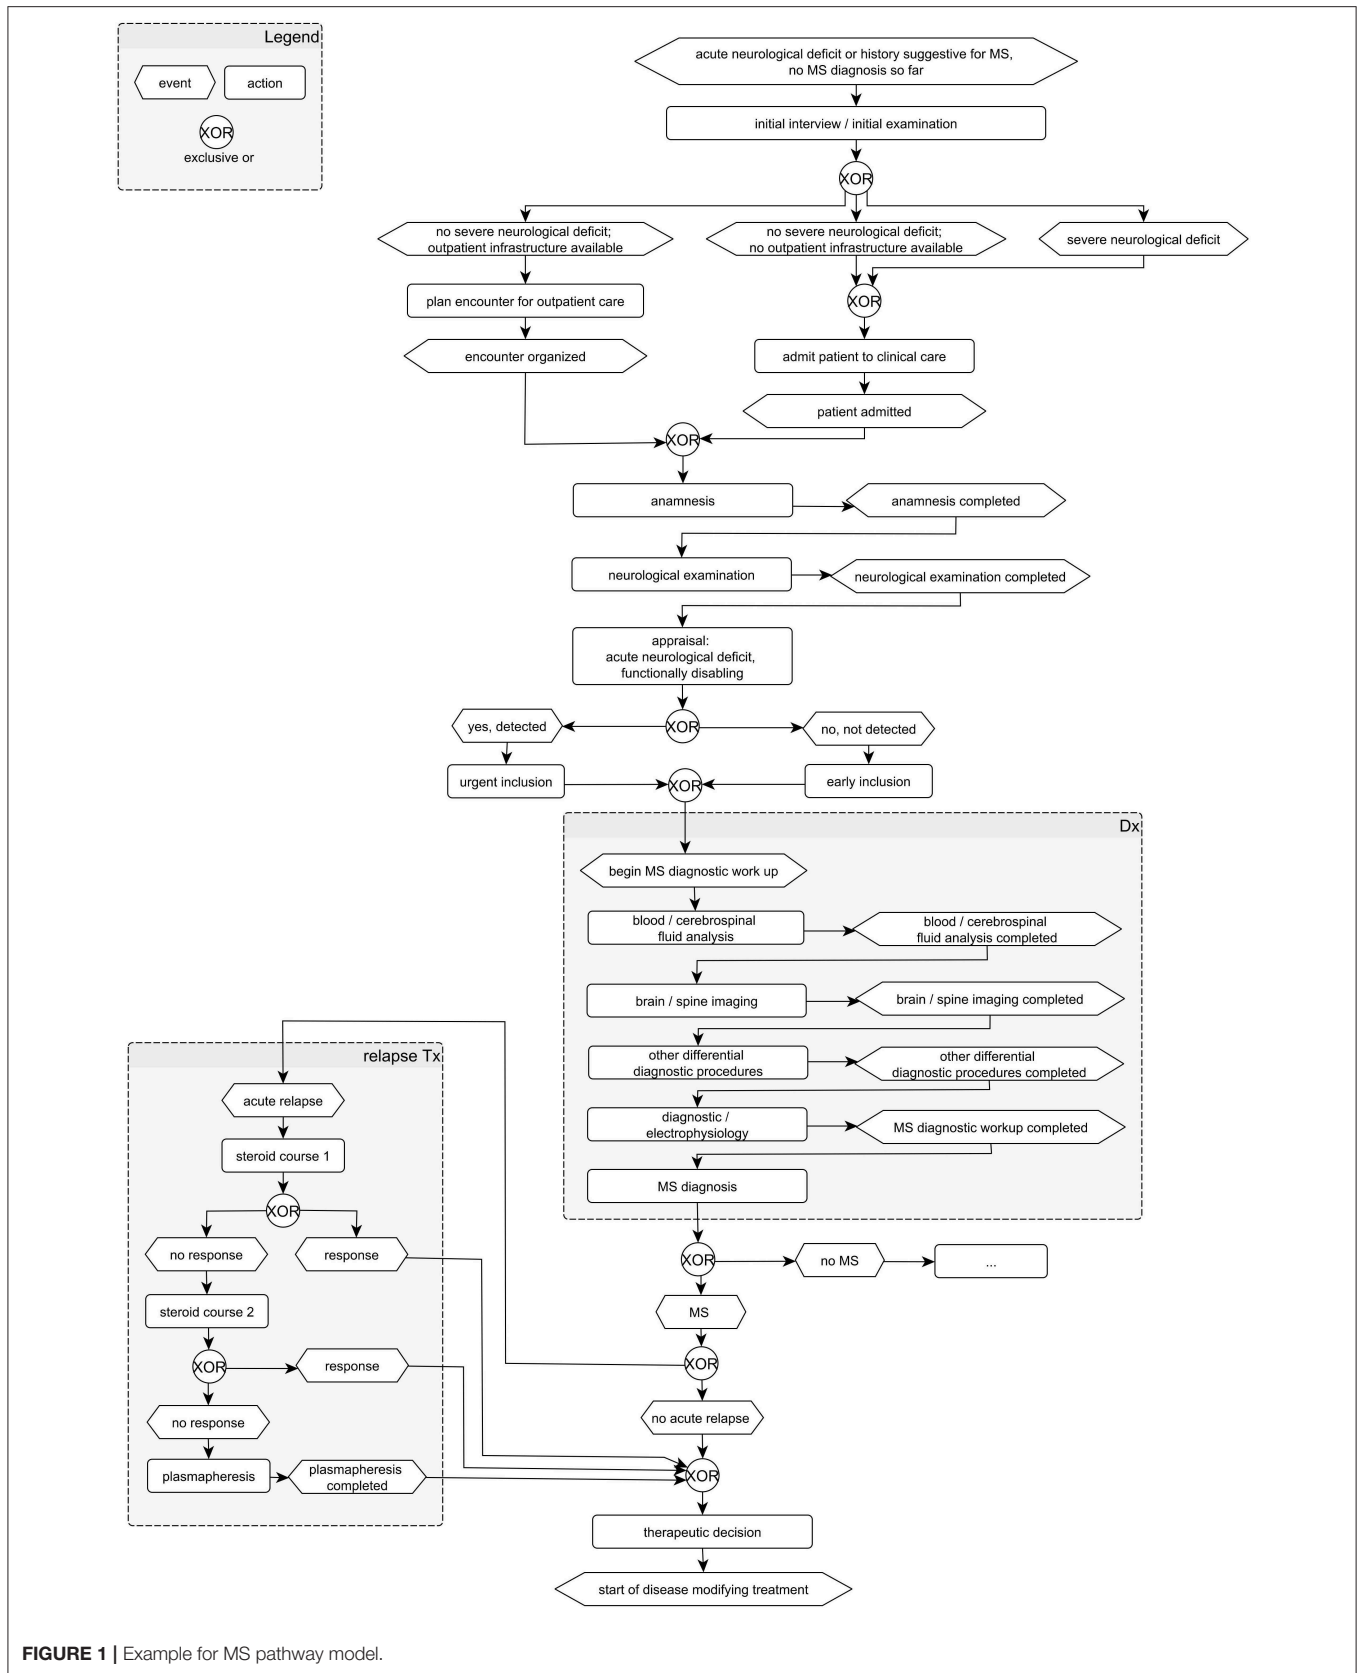 Legend
event
action
XOR
exclusive or
acute neurological deficit or history suggestive for MS,
no MS diagnosis so far
initial interview / initial examination
XOR
no severe neurological deficit;
outpatient infrastructure available
no severe neurological deficit;
no outpatient infrastructure available
severe neurological deficit
plan encounter for outpatient care
XOR
encounter organized
admit patient to clinical care
patient admitted
XOR
anamnesis
anamnesis completed
neurological examination
neurological examination completed
appraisal:
acute neurological deficit,
functionally disabling
yes, detected
XOR
no, not detected
urgent inclusion
XOR
early inclusion
Dx
begin MS diagnostic work up
blood / cerebrospinal
fluid analysis
blood / cerebrospinal
fluid analysis completed
brain / spine imaging
brain / spine imaging completed
other differential
diagnostic procedures
other differential
diagnostic procedures completed
diagnostic /
electrophysiology
MS diagnostic workup completed
MS diagnosis
XOR
no MS
...
MS
XOR
no acute relapse
XOR
therapeutic decision
start of disease modifying treatment
relapse Tx
acute relapse
steroid course 1
XOR
no response
response
steroid course 2
XOR
response
no response
plasmapheresis
plasmapheresis
completed
FIGURE 1 | Example for MS pathway model.